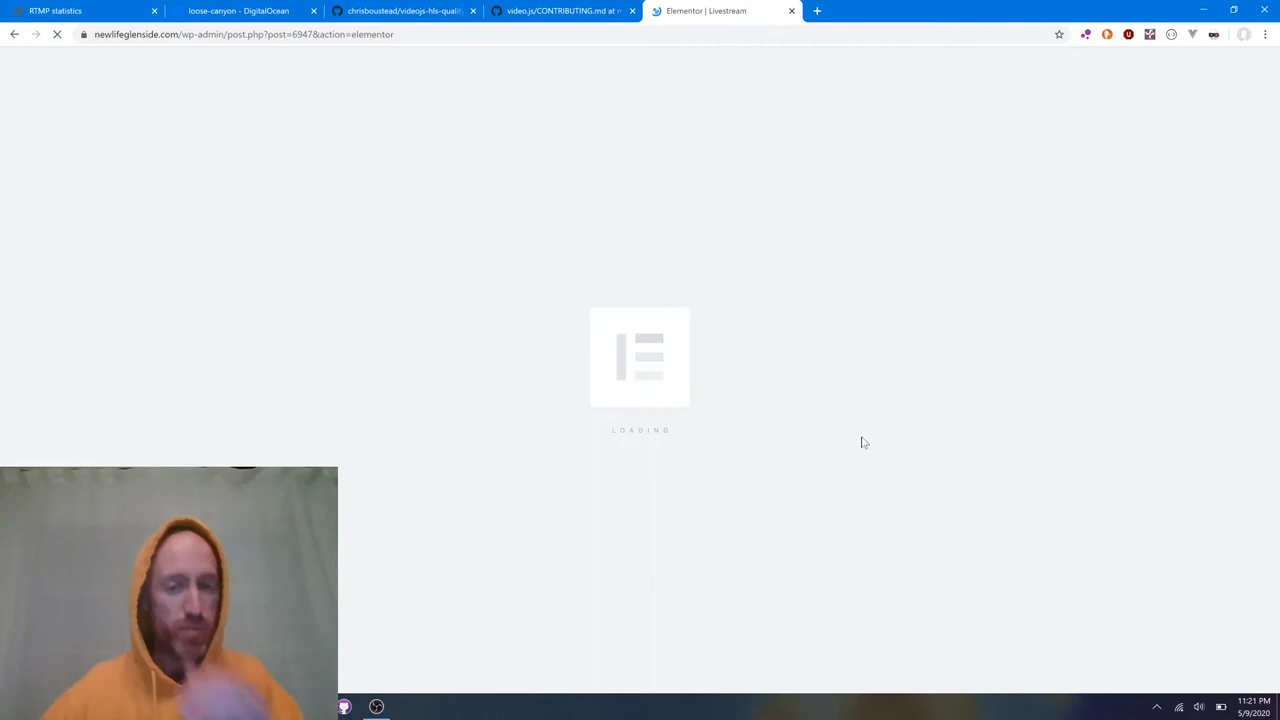 RTMP statistics
loose-canyon - DigitalOcean
chrisboustead/videojs-hls-quality
video.js/CONTRIBUTING.md at m
Elementor | Livestream
newlifeglenside.com/wp-admin/post.php?post=6947&action=elementor
LOADING
11:21 PM
5/9/2020